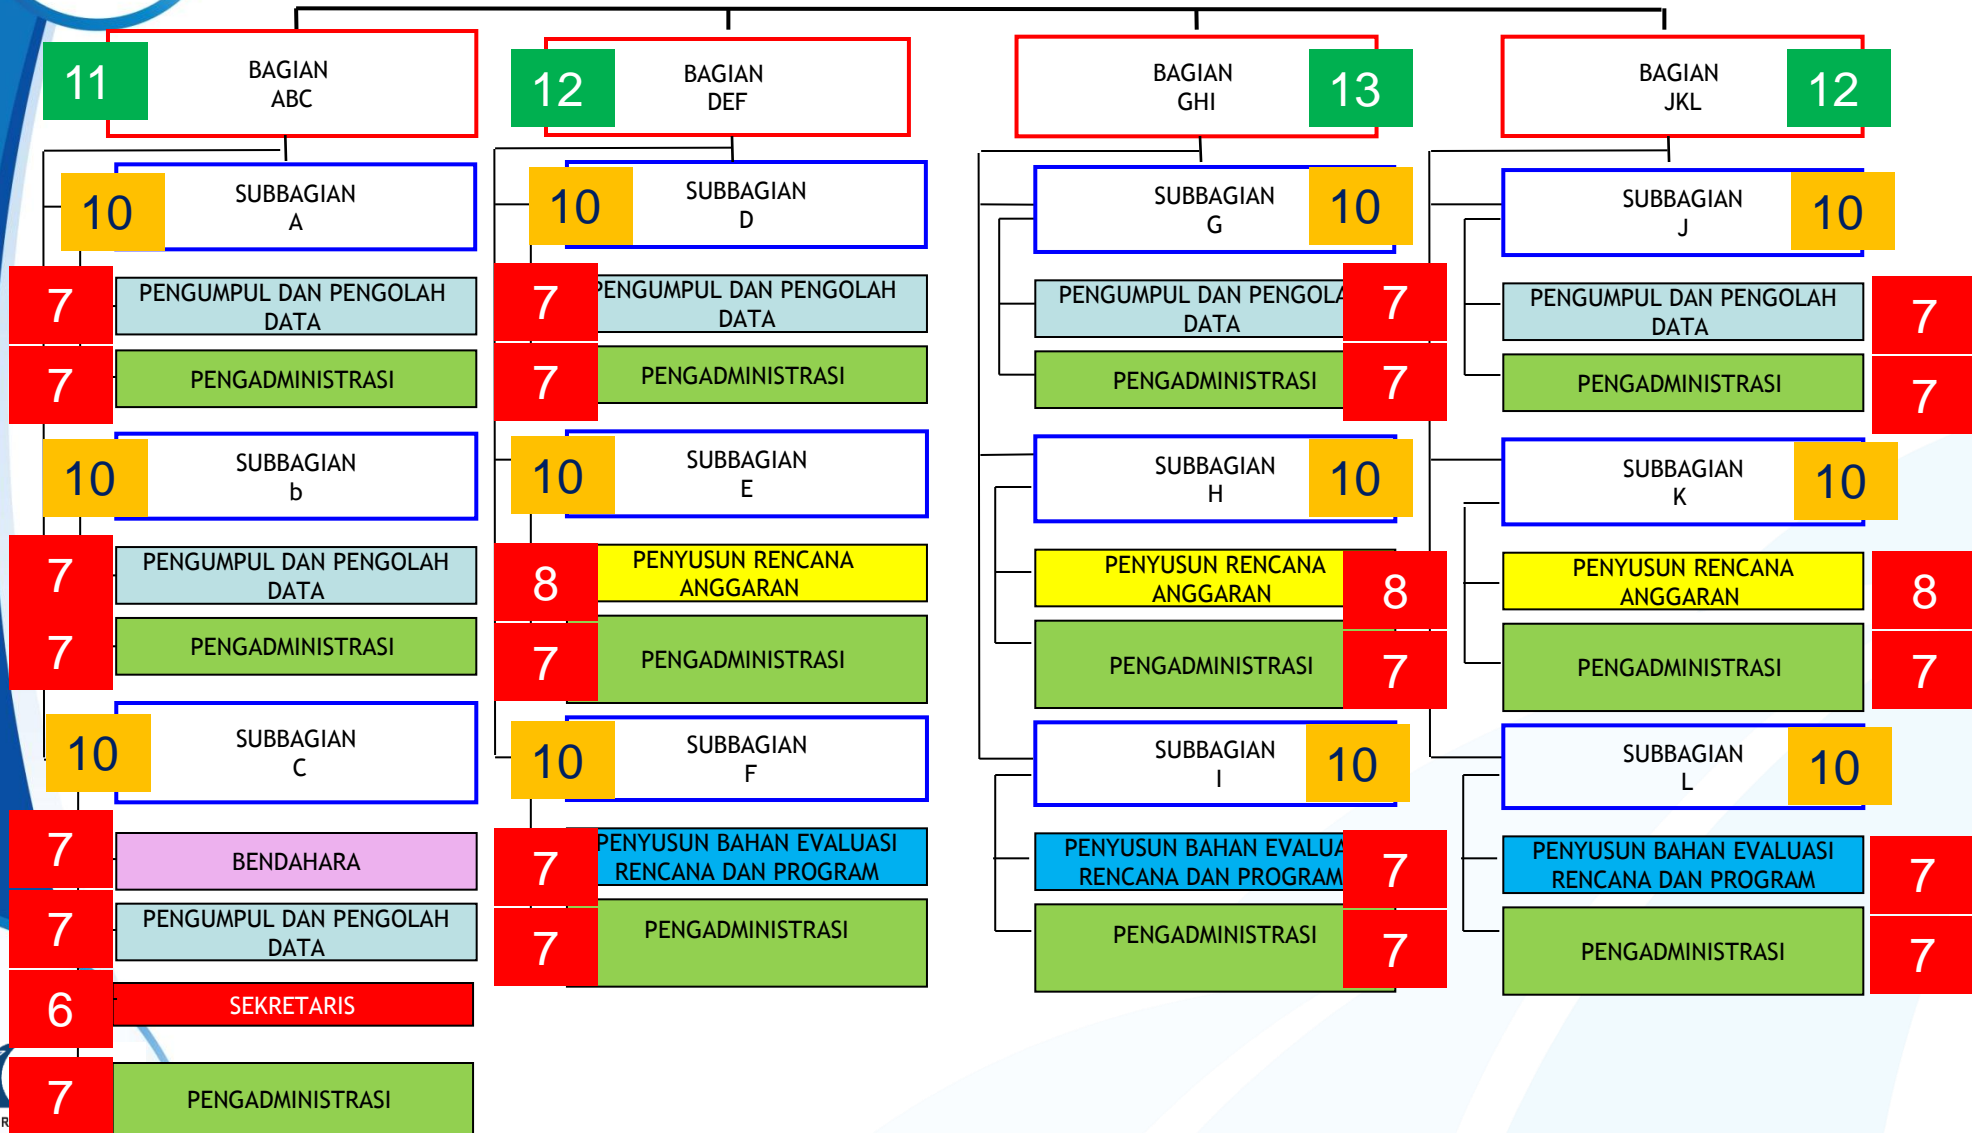 11
BAGIAN
ABC
10
SUBBAGIAN
A
7
PENGUMPUL DAN PENGOLAH
DATA
7
PENGADMINISTRASI
10
SUBBAGIAN
b
7
PENGUMPUL DAN PENGOLAH
DATA
7
PENGADMINISTRASI
10
SUBBAGIAN
C
7
BENDAHARA
7
PENGUMPUL DAN PENGOLAH
DATA
6
SEKRETARIS
7
PENGADMINISTRASI
R
12
BAGIAN
DEF
10
SUBBAGIAN
D
7
PENGUMPUL DAN PENGOLAH
DATA
7
PENGADMINISTRASI
10
SUBBAGIAN
E
8
PENYUSUN RENCANA
ANGGARAN
7
PENGADMINISTRASI
10
SUBBAGIAN
F
7
PENYUSUN BAHAN EVALUASI
RENCANA DAN PROGRAM
7
PENGADMINISTRASI
BAGIAN
GHI
13
SUBBAGIAN
G
10
PENGUMPUL DAN PENGOLA
DATA
7
PENGADMINISTRASI
7
SUBBAGIAN
H
10
PENYUSUN RENCANA
ANGGARAN
8
PENGADMINISTRASI
7
SUBBAGIAN
I
10
PENYUSUN BAHAN EVALUA
RENCANA DAN PROGRAM
7
PENGADMINISTRASI
7
BAGIAN
JKL
12
SUBBAGIAN
J
10
PENGUMPUL DAN PENGOLAH
DATA
7
PENGADMINISTRASI
7
SUBBAGIAN
K
10
PENYUSUN RENCANA
ANGGARAN
8
PENGADMINISTRASI
7
SUBBAGIAN
L
10
PENYUSUN BAHAN EVALUASI
RENCANA DAN PROGRAM
7
PENGADMINISTRASI
7